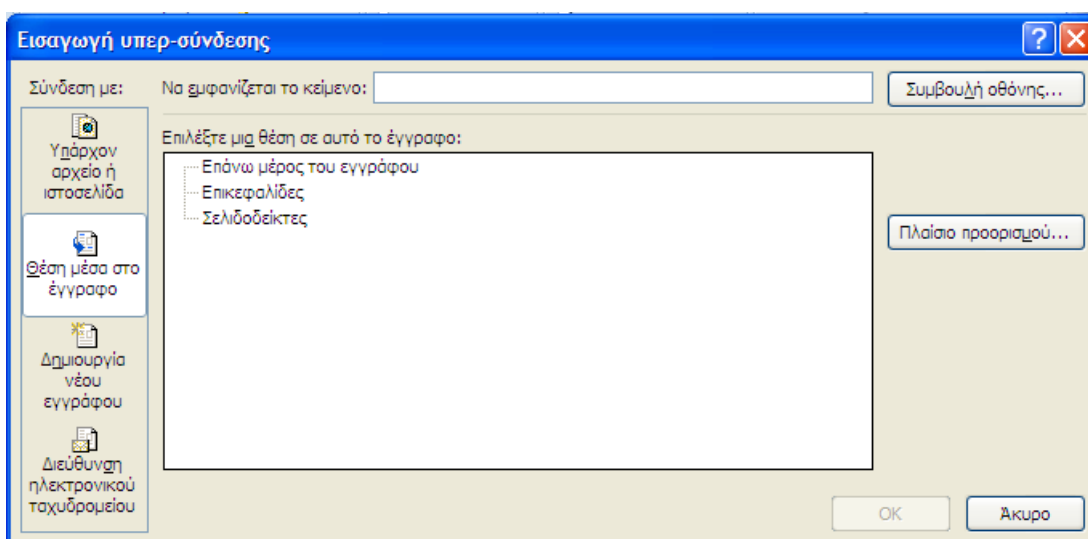 Εισαγωγή υπερ-σύνδεσης
Σύνδεση με:
Να εμφανίζεται το κείμενο:
Συμβουλή οθόνης...
Υπάρχον
αρχείο ή
ιστοσελίδα
Θέση μέσα στο
έγγραφο
Δημιουργία
νέου
εγγράφου
Διεύθυνση
ηλεκτρονικού
ταχυδρομείου
Επιλέξτε μια θέση σε αυτό το έγγραφο:
Επάνω μέρος του εγγράφου
Επικεφαλίδες
Σελιδοδείκτες
Πλαίσιο προορισμού...
OK
Άκυρο